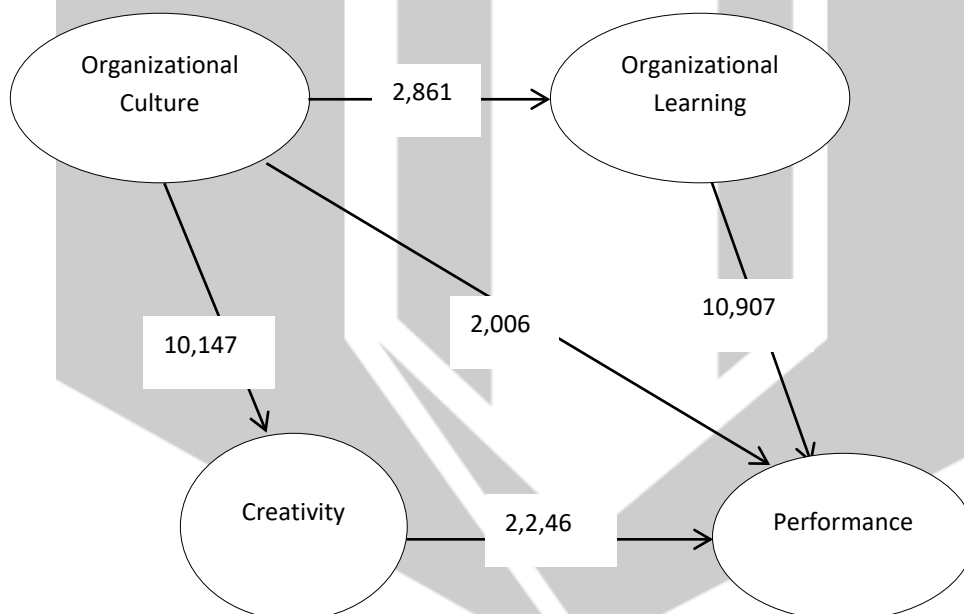 Organizational
Culture
2,861
Organizational
Learning
10,907
2,006
10,147
Creativity
2,2,46
Performance